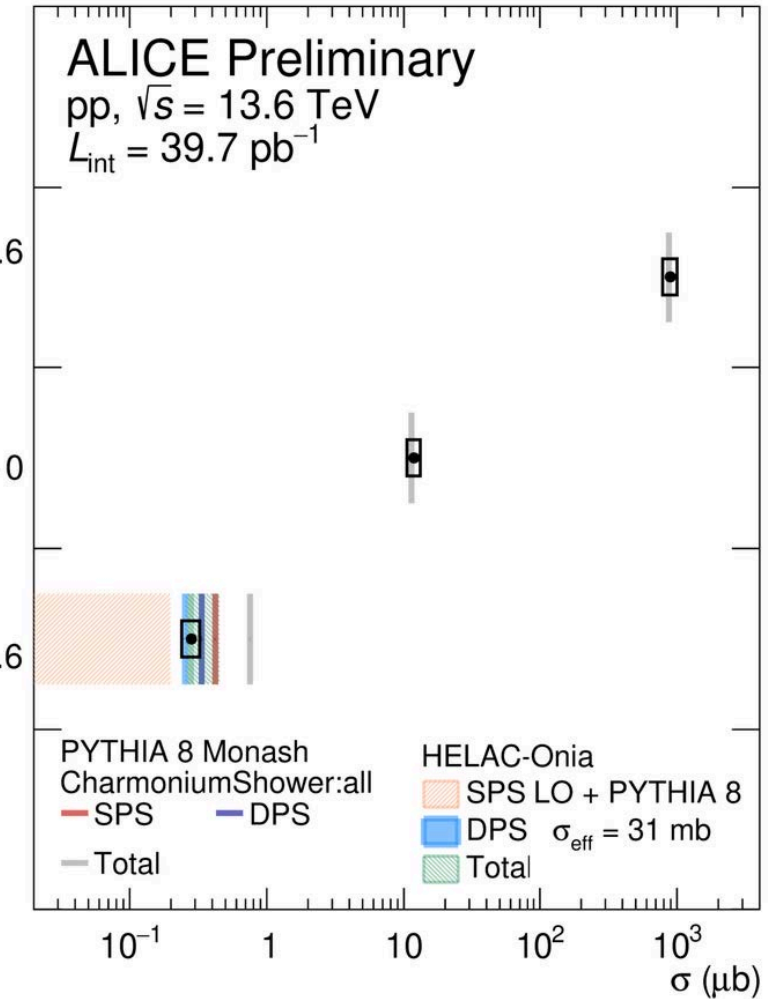 ALICE Preliminary
pp, √s = 13.6 TeV
L_int = 39.7 pb⁻¹
.6
0
.6
PYTHIA 8 Monash
CharmoniumShower:all
SPS DPS
Total
HELAC-Onia
SPS LO + PYTHIA 8
DPS σ_eff = 31 mb
Total
10⁻¹ 1 10 10² 10³
σ (μb)